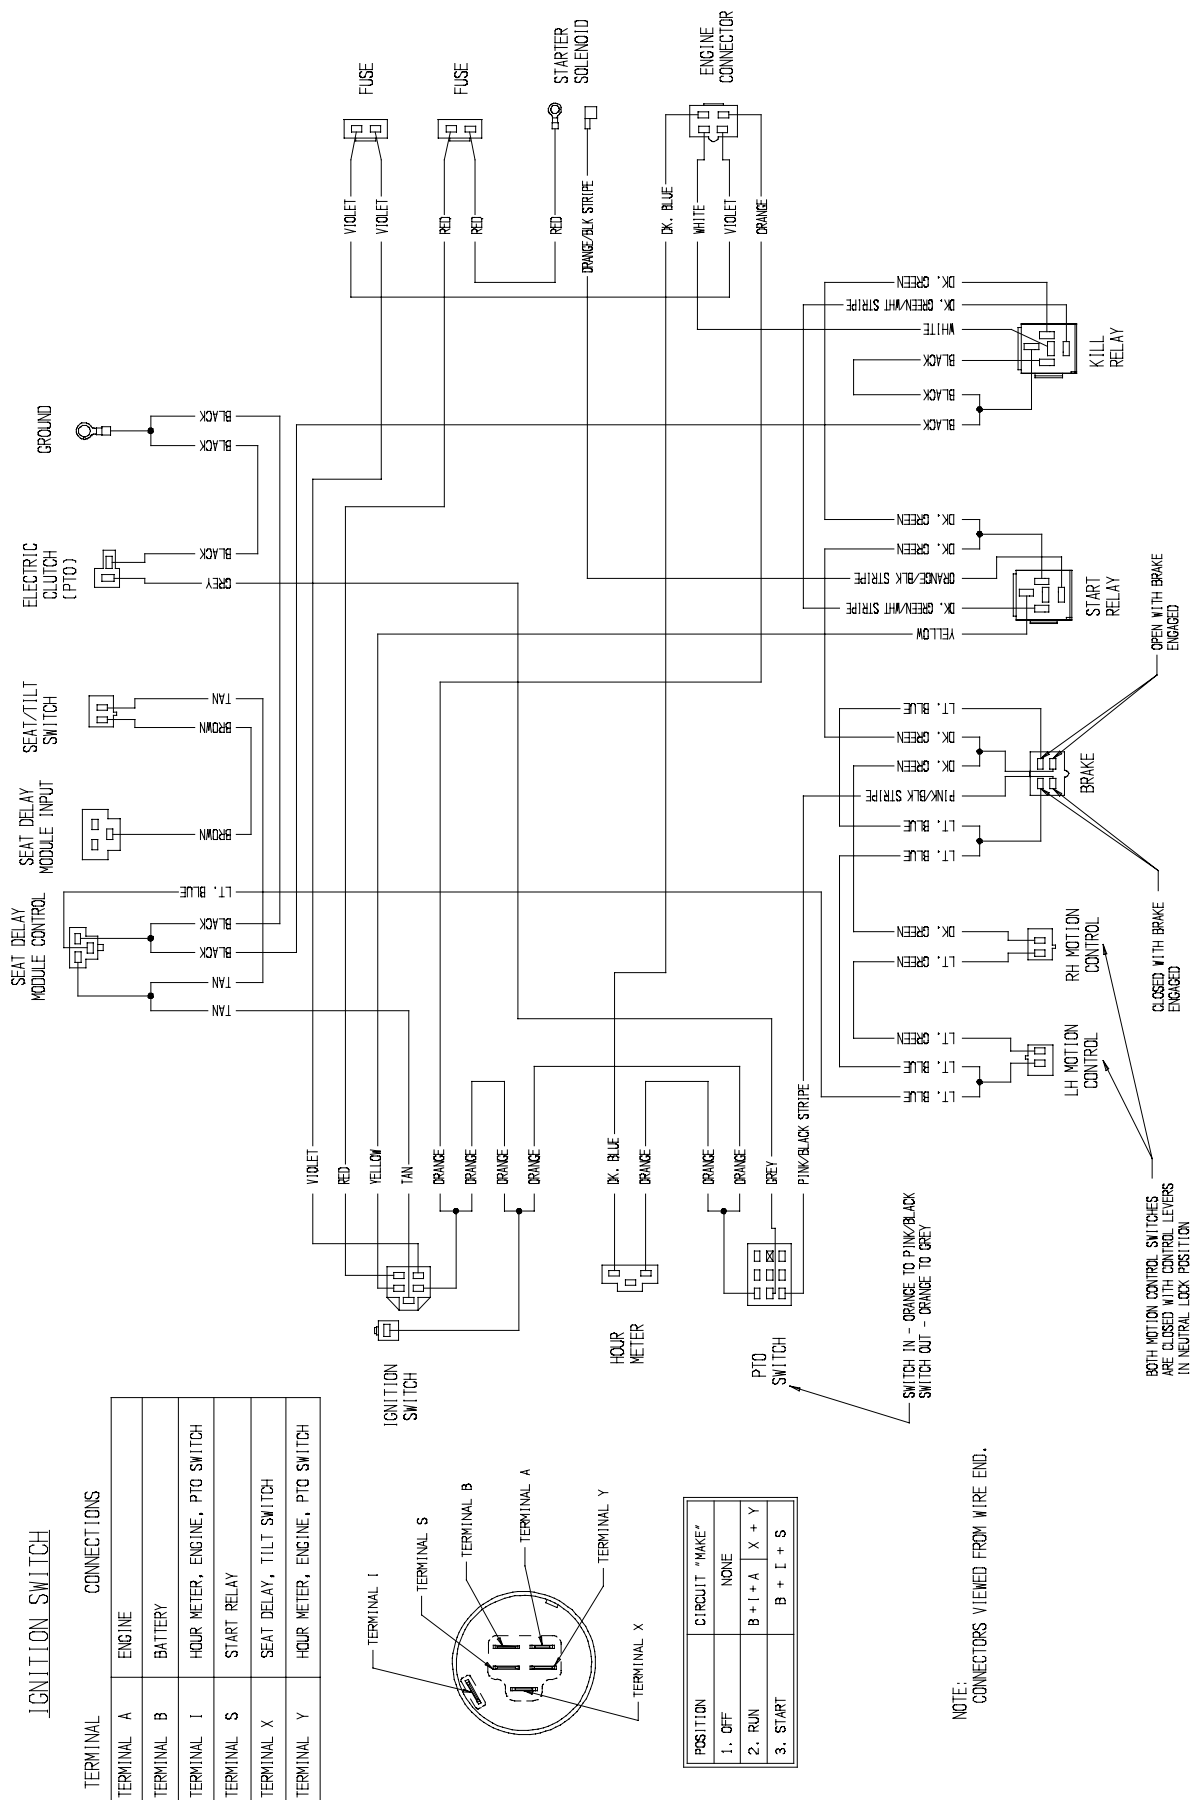 IGNITION SWITCH
TERMINAL CONNECTIONS
TERMINAL A ENGINE
TERMINAL B BATTERY
TERMINAL I HOUR METER, ENGINE, PTO SWITCH
TERMINAL S START RELAY
TERMINAL X SEAT DELAY, TILT SWITCH
TERMINAL Y HOUR METER, ENGINE, PTO SWITCH
TERMINAL I
TERMINAL S
TERMINAL B
TERMINAL A
TERMINAL Y
TERMINAL X
POSITION CIRCUIT "MAKE"
1. OFF NONE
2. RUN B + I + A X + Y
3. START B + I + S
NOTE:
CONNECTORS VIEWED FROM WIRE END.
SEAT DELAY
MODULE CONTROL
SEAT DELAY
MODULE INPUT
SEAT/TILT
SWITCH
ELECTRIC
CLUTCH
(PTO)
GROUND
LT. BLUE
BLACK
BLACK
TAN
TAN
BROWN
BROWN
TAN
GREY
BLACK
BLACK
BLACK
FUSE
FUSE
STARTER
SOLENOID
ENGINE
CONNECTOR
VIOLET
VIOLET
RED
RED
RED
ORANGE/BLK STRIPE
DK. BLUE
WHITE
VIOLET
ORANGE
IGNITION
SWITCH
VIOLET
RED
YELLOW
TAN
ORANGE
ORANGE
ORANGE
ORANGE
HOUR
METER
DK. BLUE
ORANGE
PTO
SWITCH
ORANGE
ORANGE
GREY
PINK/BLACK STRIPE
SWITCH IN - ORANGE TO PINK/BLACK
SWITCH OUT - ORANGE TO GREY
DK. GREEN
DK. GREEN/WHT STRIPE
WHITE
BLACK
BLACK
BLACK
KILL
RELAY
DK. GREEN
DK. GREEN
ORANGE/BLK STRIPE
DK. GREEN/WHT STRIPE
YELLOW
START
RELAY
LT. BLUE
DK. GREEN
DK. GREEN
PINK/BLK STRIPE
LT. BLUE
LT. BLUE
BRAKE
OPEN WITH BRAKE
ENGAGED
CLOSED WITH BRAKE
ENGAGED
DK. GREEN
LT. GREEN
RH MOTION
CONTROL
LT. GREEN
LT. BLUE
LT. BLUE
LH MOTION
CONTROL
BOTH MOTION CONTROL SWITCHES
ARE CLOSED WITH CONTROL LEVERS
IN NEUTRAL LOCK POSITION